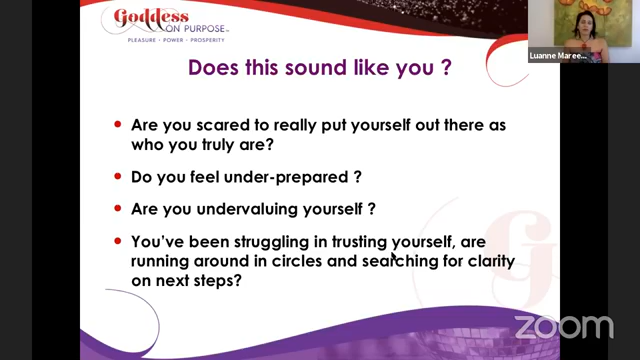 Goddess
ON PURPOSE™
PLEASURE • POWER • PROSPERITY
Luanne Maree...
Does this sound like you ?
• Are you scared to really put yourself out there as
who you truly are?
• Do you feel under-prepared ?
• Are you undervaluing yourself ?
• You've been struggling in trusting yourself, are
running around in circles and searching for clarity
on next steps?
zoom